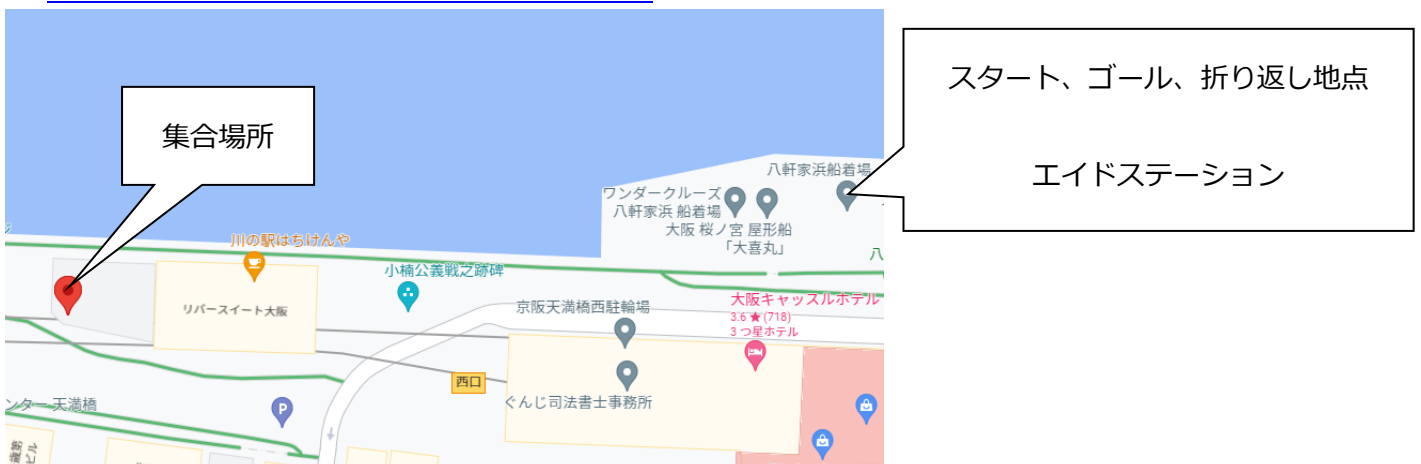 スタート、ゴール、折り返し地点
エイドステーション
集合場所
八軒家浜船着場
ワンダークルーズ
八軒家浜 船着場
大阪 桜ノ宮 屋形船
「大喜丸」
川の駅はちけんや
八
小楠公義戦之跡碑
リバースイート大阪
京阪天満橋西駐輪場
大阪キャッスルホテル
3.6 ★ (718)
3 つ星ホテル
西口
ぐんじ司法書士事務所
ンター 天満橋
P
ビル